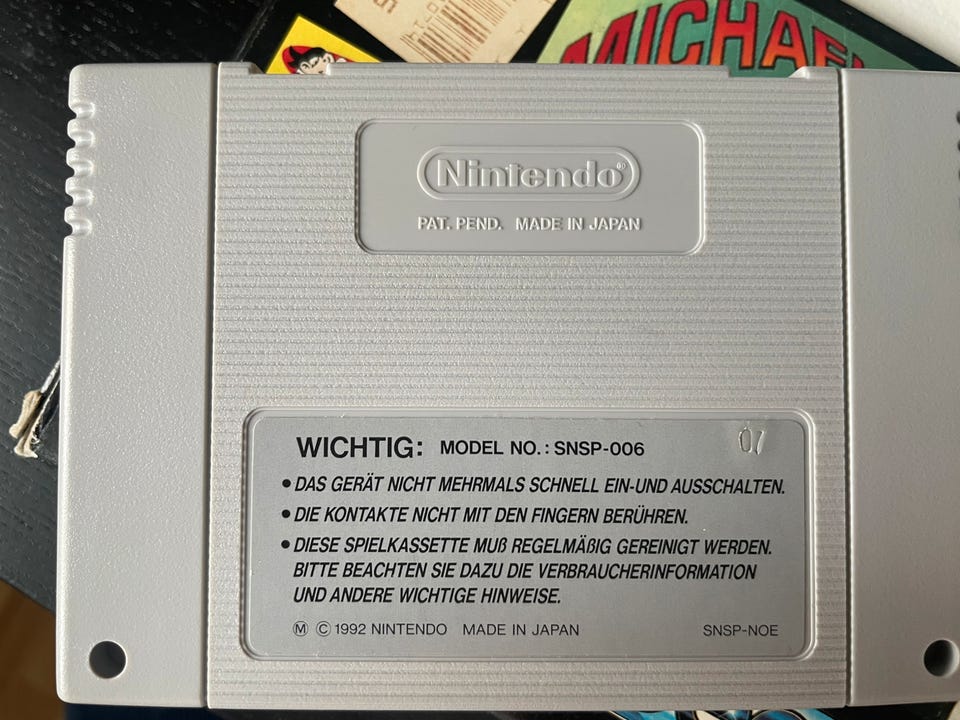 MICHAE
Nintendo®
PAT. PEND. MADE IN JAPAN
WICHTIG: MODEL NO.: SNSP-006
07
• DAS GERÄT NICHT MEHRMALS SCHNELL EIN-UND AUSSCHALTEN.
• DIE KONTAKTE NICHT MIT DEN FINGERN BERÜHREN.
• DIESE SPIELKASSETTE MUß REGELMÄßIG GEREINIGT WERDEN.
BITTE BEACHTEN SIE DAZU DIE VERBRAUCHERINFORMATION
UND ANDERE WICHTIGE HINWEISE.
Ⓜ © 1992 NINTENDO MADE IN JAPAN SNSP-NOE